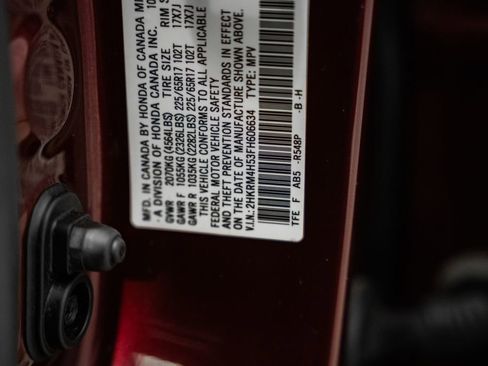 MFD. IN CANADA BY HONDA OF CANADA MF
- A DIVISION OF HONDA CANADA INC. 10
GVWR 2070KG (4564LBS) TIRE SIZE RIM S
GAWR F 1055KG (2326LBS) 225/65R17 102T 17X7J
GAWR R 1035KG (2282LBS) 225/65R17 102T 17X7J
THIS VEHICLE CONFORMS TO ALL APPLICABLE
FEDERAL MOTOR VEHICLE SAFETY
AND THEFT PREVENTION STANDARDS IN EFFECT
ON THE DATE OF MANUFACTURE SHOWN ABOVE.
V.I.N.: 2HKRM4H53FH606634 TYPE: MPV
TFE F AB5 -R548P -B -H